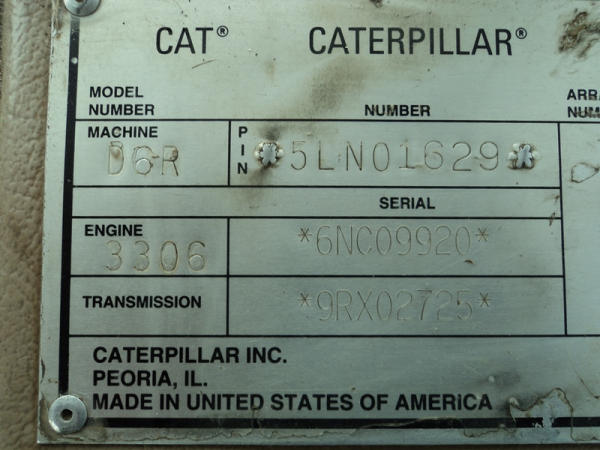 CAT® CATERPILLAR®
MODEL NUMBER NUMBER
MACHINE D6R PIN *5LN01629*
SERIAL
ENGINE 3306 *6NC09920*
TRANSMISSION *9RX02725*
CATERPILLAR INC.
PEORIA, IL.
MADE IN UNITED STATES OF AMERICA